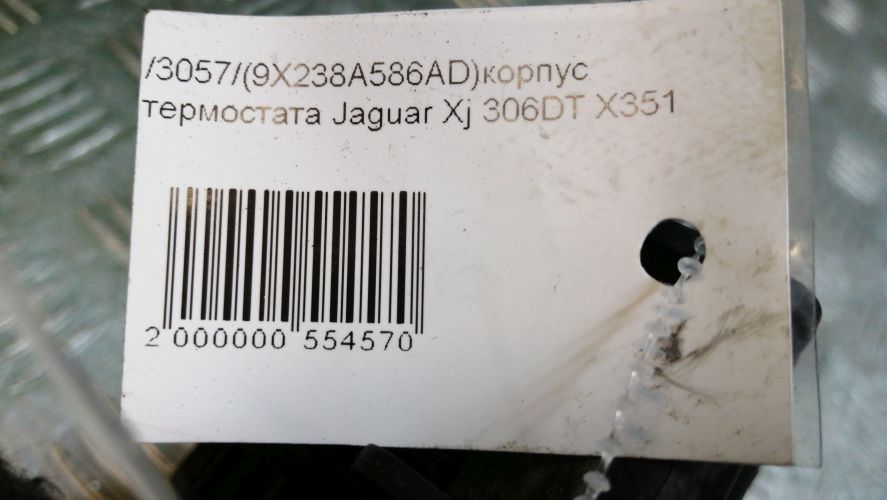 /3057/(9X238A586AD)корпус
термостата Jaguar Xj 306DT X351
2 000000 554570